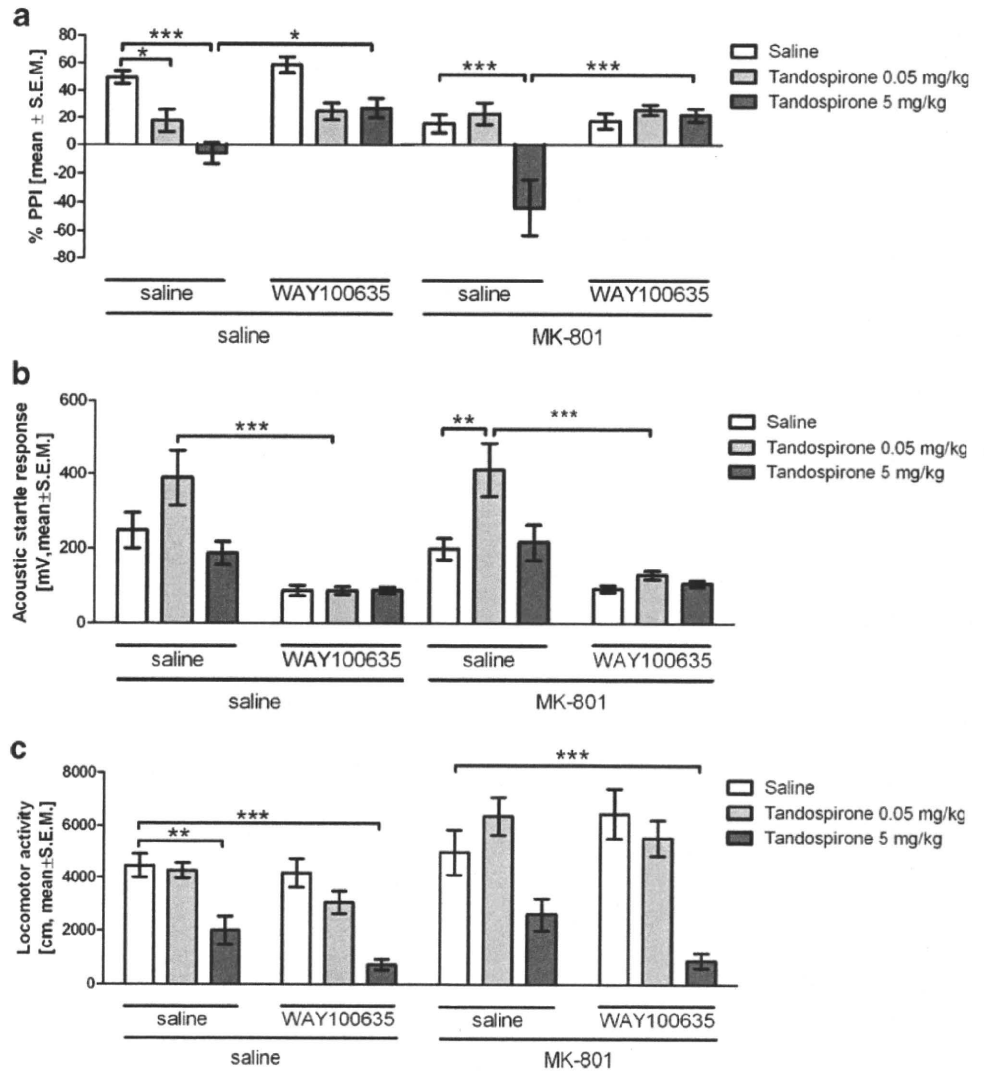 a
80
60
40
20
0
-20
-40
-60
-80
% PPI [mean ± S.E.M.]
***
*
*
***
***
Saline
Tandospirone 0.05 mg/kg
Tandospirone 5 mg/kg
saline
WAY100635
saline
WAY100635
saline
MK-801
b
600
400
200
0
Acoustic startle response
[mV,mean±S.E.M.]
***
**
***
Saline
Tandospirone 0.05 mg/kg
Tandospirone 5 mg/kg
saline
WAY100635
saline
WAY100635
saline
MK-801
c
8000
6000
4000
2000
0
Locomotor activity
[cm, mean±S.E.M.]
***
**
***
Saline
Tandospirone 0.05 mg/kg
Tandospirone 5 mg/kg
saline
WAY100635
saline
WAY100635
saline
MK-801